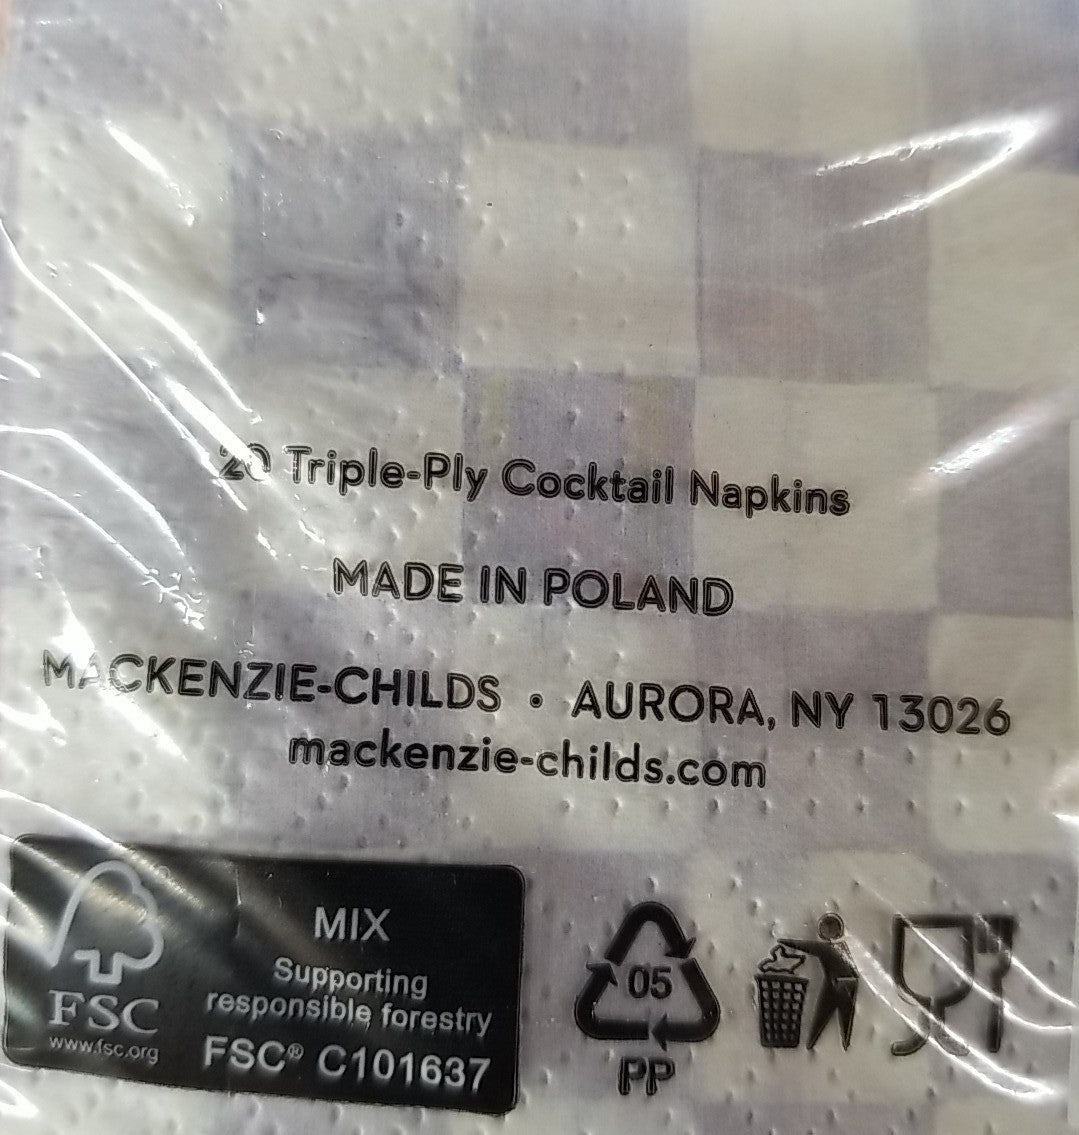 20 Triple-Ply Cocktail Napkins
MADE IN POLAND
MACKENZIE-CHILDS • AURORA, NY 13026
mackenzie-childs.com
FSC
www.fsc.org
MIX
Supporting
responsible forestry
FSC® C101637
05
PP